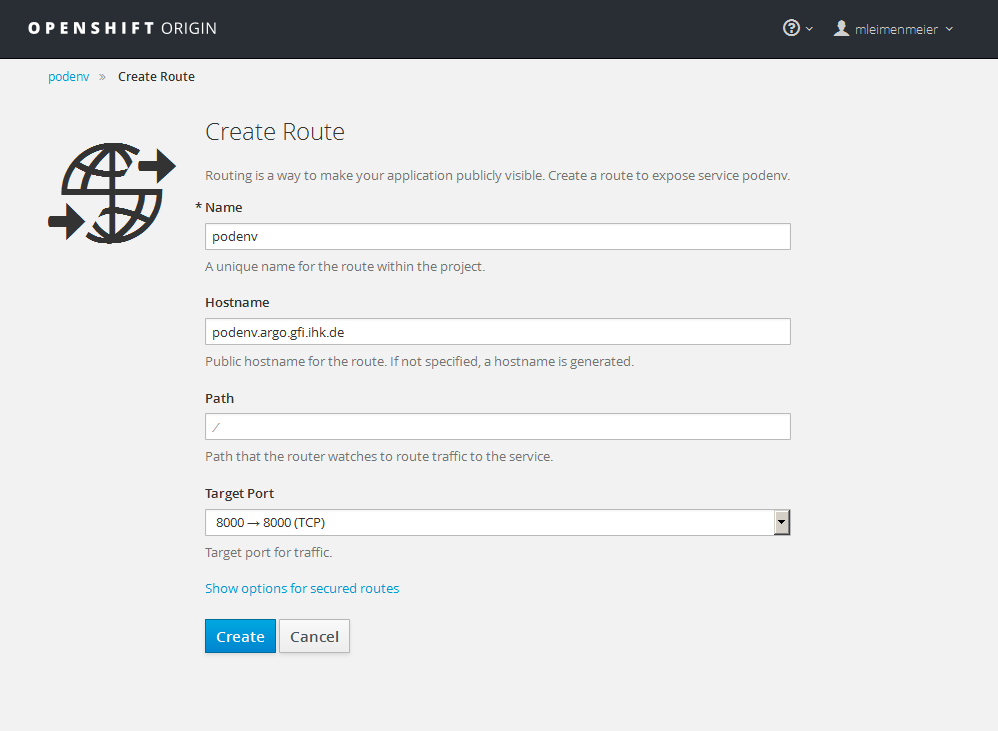 OPENSHIFT ORIGIN
mleimenmeier
podenv » Create Route
Create Route
Routing is a way to make your application publicly visible. Create a route to expose service podenv.
* Name
podenv
A unique name for the route within the project.
Hostname
podenv.argo.gfi.ihk.de
Public hostname for the route. If not specified, a hostname is generated.
Path
/
Path that the router watches to route traffic to the service.
Target Port
8000 → 8000 (TCP)
Target port for traffic.
Show options for secured routes
Create Cancel